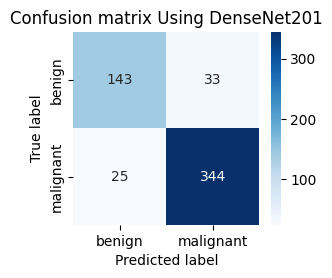 Confusion matrix Using DenseNet201
True label
benign
malignant
143
33
25
344
benign
malignant
Predicted label
300
200
100